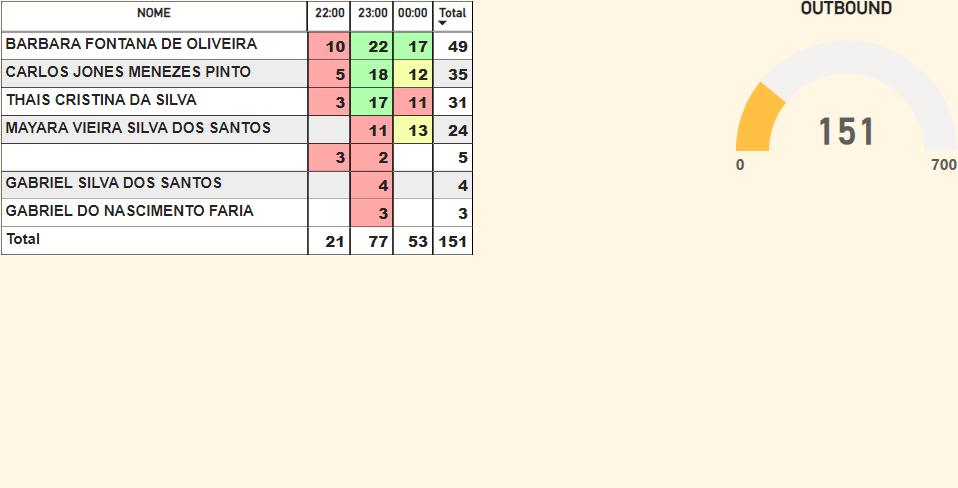 NOME 22:00 23:00 00:00 Total
BARBARA FONTANA DE OLIVEIRA 10 22 17 49
CARLOS JONES MENEZES PINTO 5 18 12 35
THAIS CRISTINA DA SILVA 3 17 11 31
MAYARA VIEIRA SILVA DOS SANTOS 11 13 24
3 2 5
GABRIEL SILVA DOS SANTOS 4 4
GABRIEL DO NASCIMENTO FARIA 3 3
Total 21 77 53 151
OUTBOUND
151
0 700